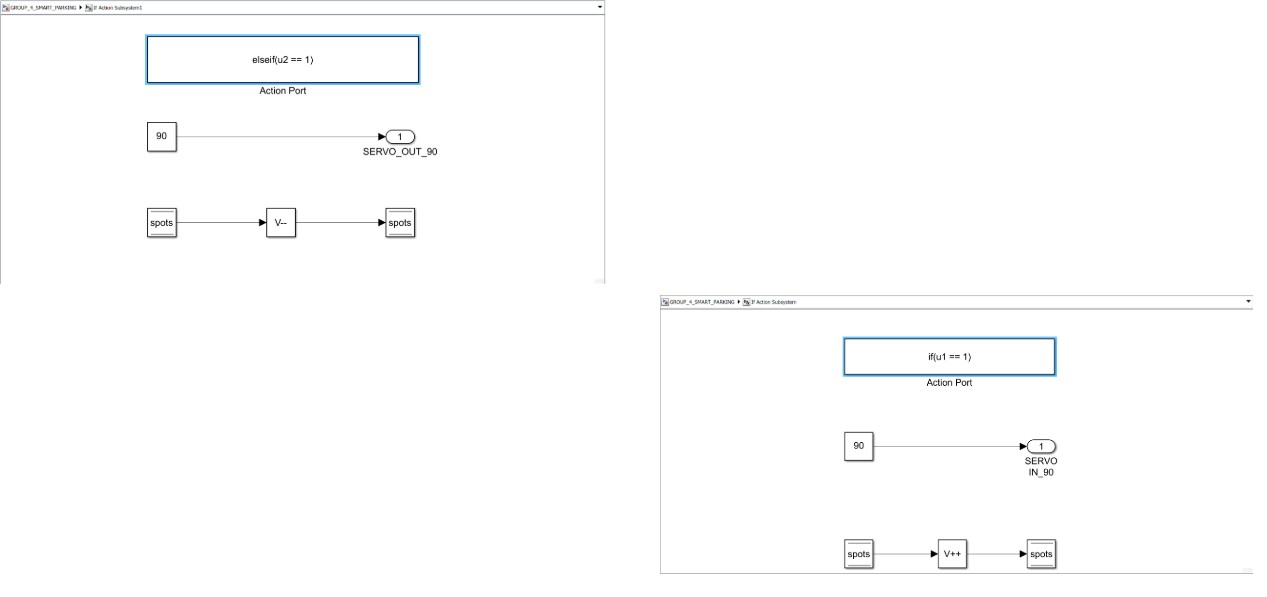 GROUP_4_SMART_PARKING If Action Subsystem1
elseif(u2 == 1)
Action Port
90
1
SERVO_OUT_90
spots
V--
spots
GROUP_4_SMART_PARKING If Action Subsystem
if(u1 == 1)
Action Port
90
1
SERVO
IN_90
spots
V++
spots